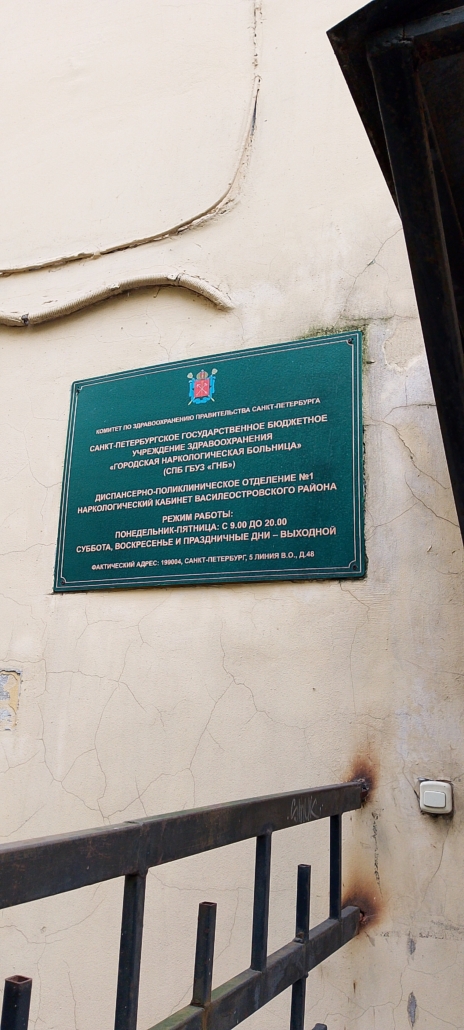 КОМИТЕТ ПО ЗДРАВООХРАНЕНИЮ ПРАВИТЕЛЬСТВА САНКТ-ПЕТЕРБУРГА
САНКТ-ПЕТЕРБУРГСКОЕ ГОСУДАРСТВЕННОЕ БЮДЖЕТНОЕ
УЧРЕЖДЕНИЕ ЗДРАВООХРАНЕНИЯ
«ГОРОДСКАЯ НАРКОЛОГИЧЕСКАЯ БОЛЬНИЦА»
(СПБ ГБУЗ «ГНБ»)
ДИСПАНСЕРНО-ПОЛИКЛИНИЧЕСКОЕ ОТДЕЛЕНИЕ №1
НАРКОЛОГИЧЕСКИЙ КАБИНЕТ ВАСИЛЕОСТРОВСКОГО РАЙОНА
РЕЖИМ РАБОТЫ:
ПОНЕДЕЛЬНИК-ПЯТНИЦА: С 9.00 ДО 20.00
СУББОТА, ВОСКРЕСЕНЬЕ И ПРАЗДНИЧНЫЕ ДНИ – ВЫХОДНОЙ
ФАКТИЧЕСКИЙ АДРЕС: 199004, САНКТ-ПЕТЕРБУРГ, 5 ЛИНИЯ В.О., Д.48